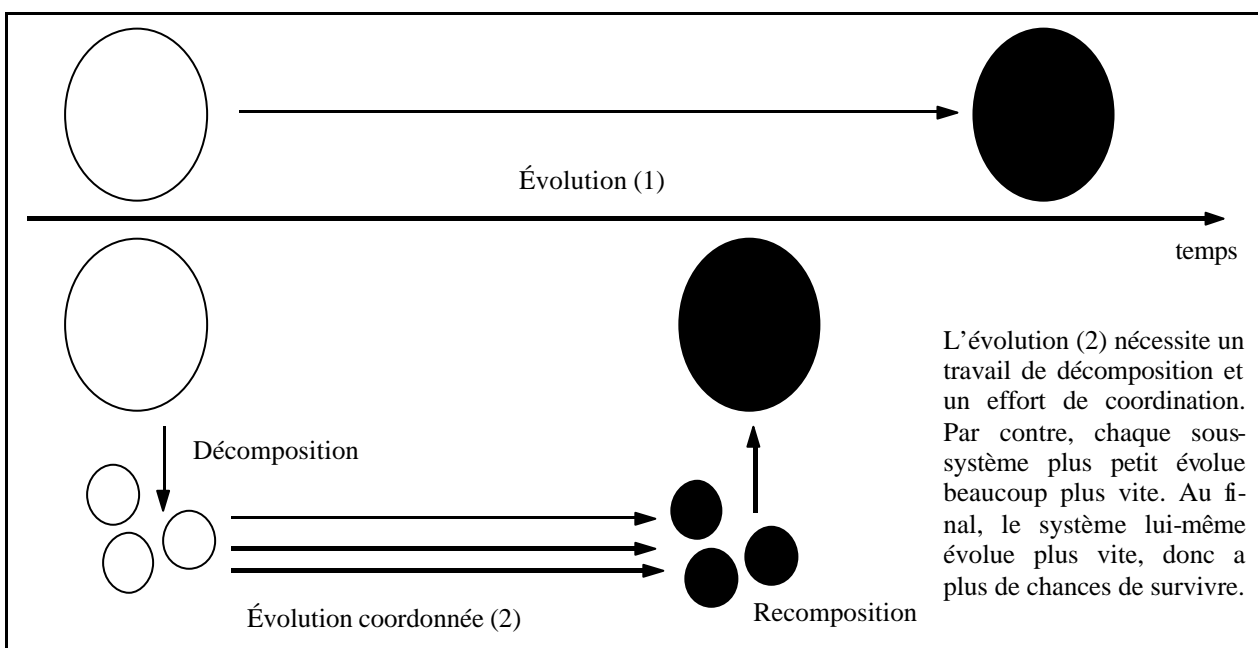 Évolution (1)
temps
L'évolution (2) nécessite un
travail de décomposition et
un effort de coordination.
Par contre, chaque sous-
système plus petit évolue
beaucoup plus vite. Au fi-
nal, le système lui-même
évolue plus vite, donc a
plus de chances de survivre.
Décomposition
Évolution coordonnée (2)
Recomposition